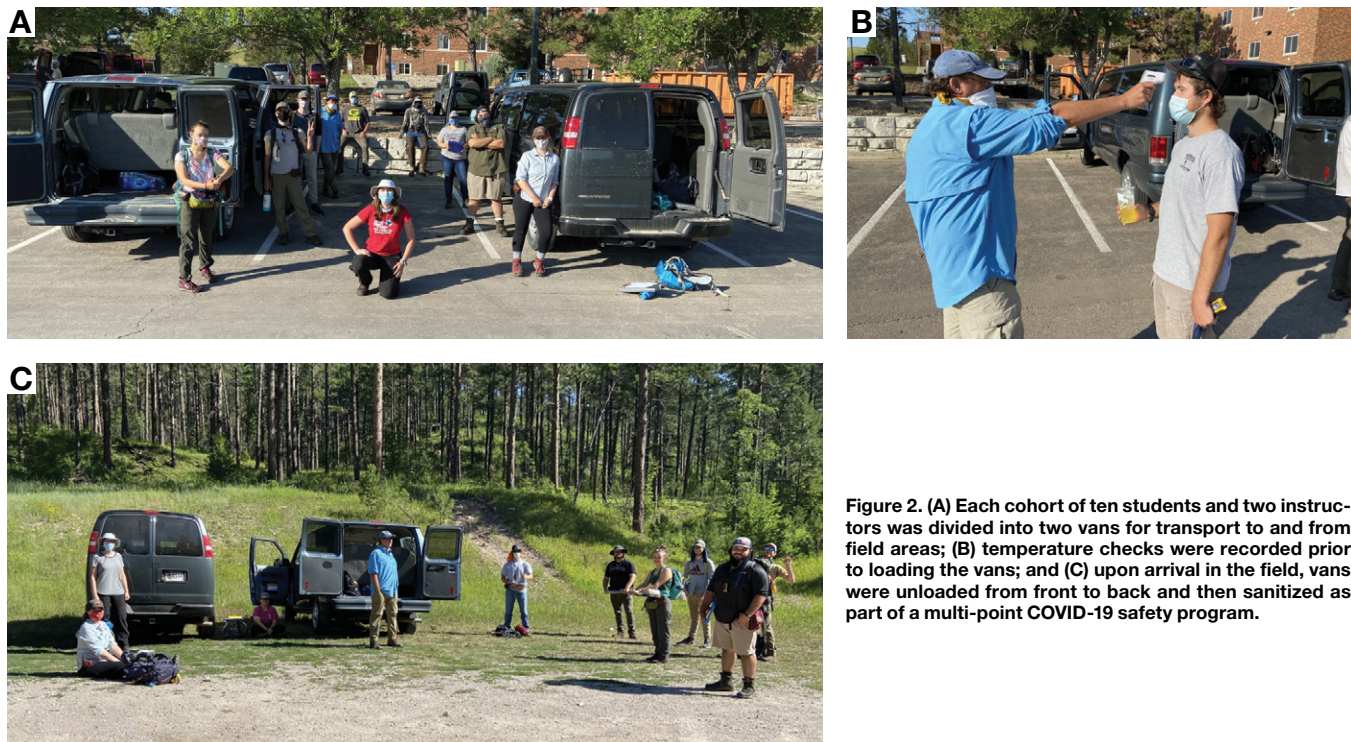 A
B
C
Figure 2. (A) Each cohort of ten students and two instruc-
tors was divided into two vans for transport to and from
field areas; (B) temperature checks were recorded prior
to loading the vans; and (C) upon arrival in the field, vans
were unloaded from front to back and then sanitized as
part of a multi-point COVID-19 safety program.